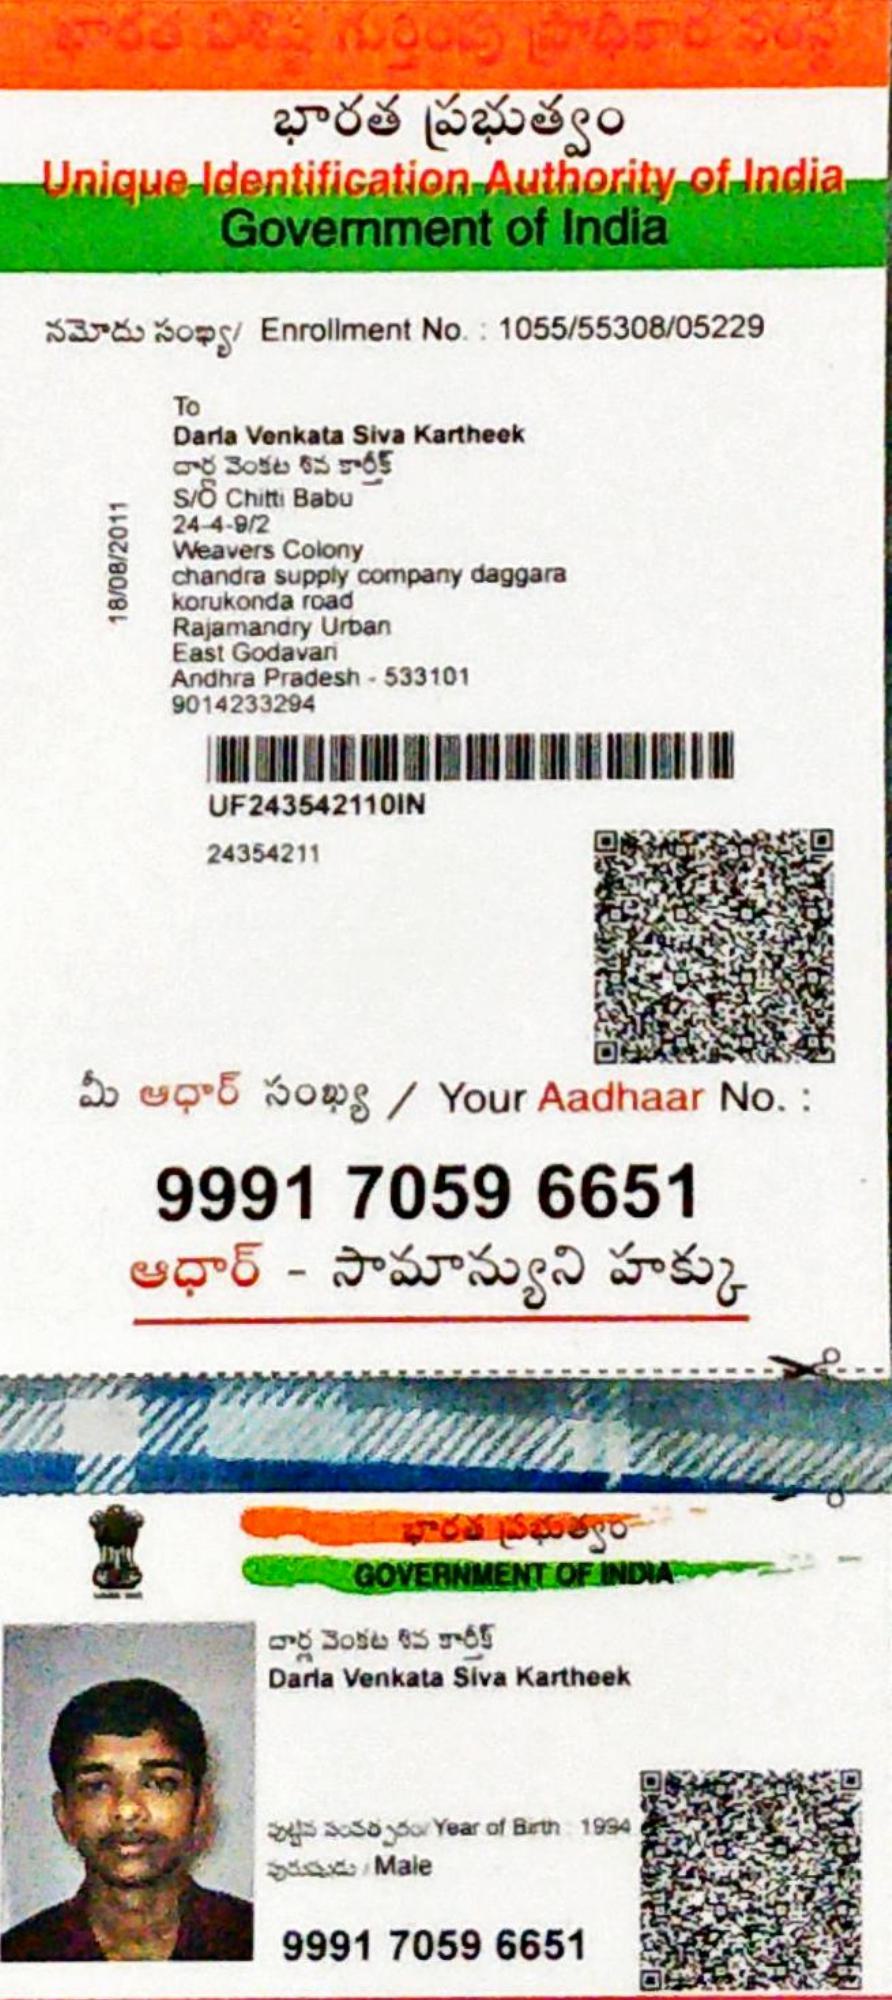 భారత విశిష్ట గుర్తింపు ప్రాధికార సంస్థ
భారత ప్రభుత్వం
Unique Identification Authority of India
Government of India
నమోదు సంఖ్య/ Enrollment No. : 1055/55308/05229
To
Darla Venkata Siva Kartheek
దార్ల వెంకట శివ కార్తీక్
S/O Chitti Babu
24-4-9/2
Weavers Colony
chandra supply company daggara
korukonda road
Rajamandry Urban
East Godavari
Andhra Pradesh - 533101
9014233294
18/08/2011
UF243542110IN
24354211
మీ ఆధార్ సంఖ్య / Your Aadhaar No. :
9991 7059 6651
ఆధార్ - సామాన్యుని హక్కు
భారత ప్రభుత్వం
GOVERNMENT OF INDIA
దార్ల వెంకట శివ కార్తీక్
Darla Venkata Siva Kartheek
పుట్టిన సంవత్సరం/Year of Birth : 1994
పురుషుడు / Male
9991 7059 6651